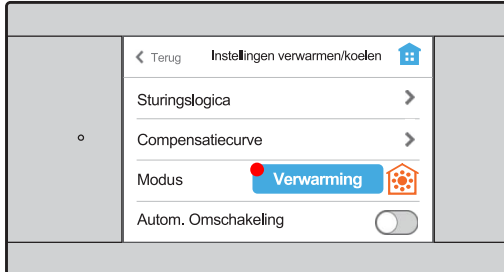 Terug Instellingen verwarmen/koelen
Sturingslogica
Compensatiecurve
Modus Verwarming
Autom. Omschakeling